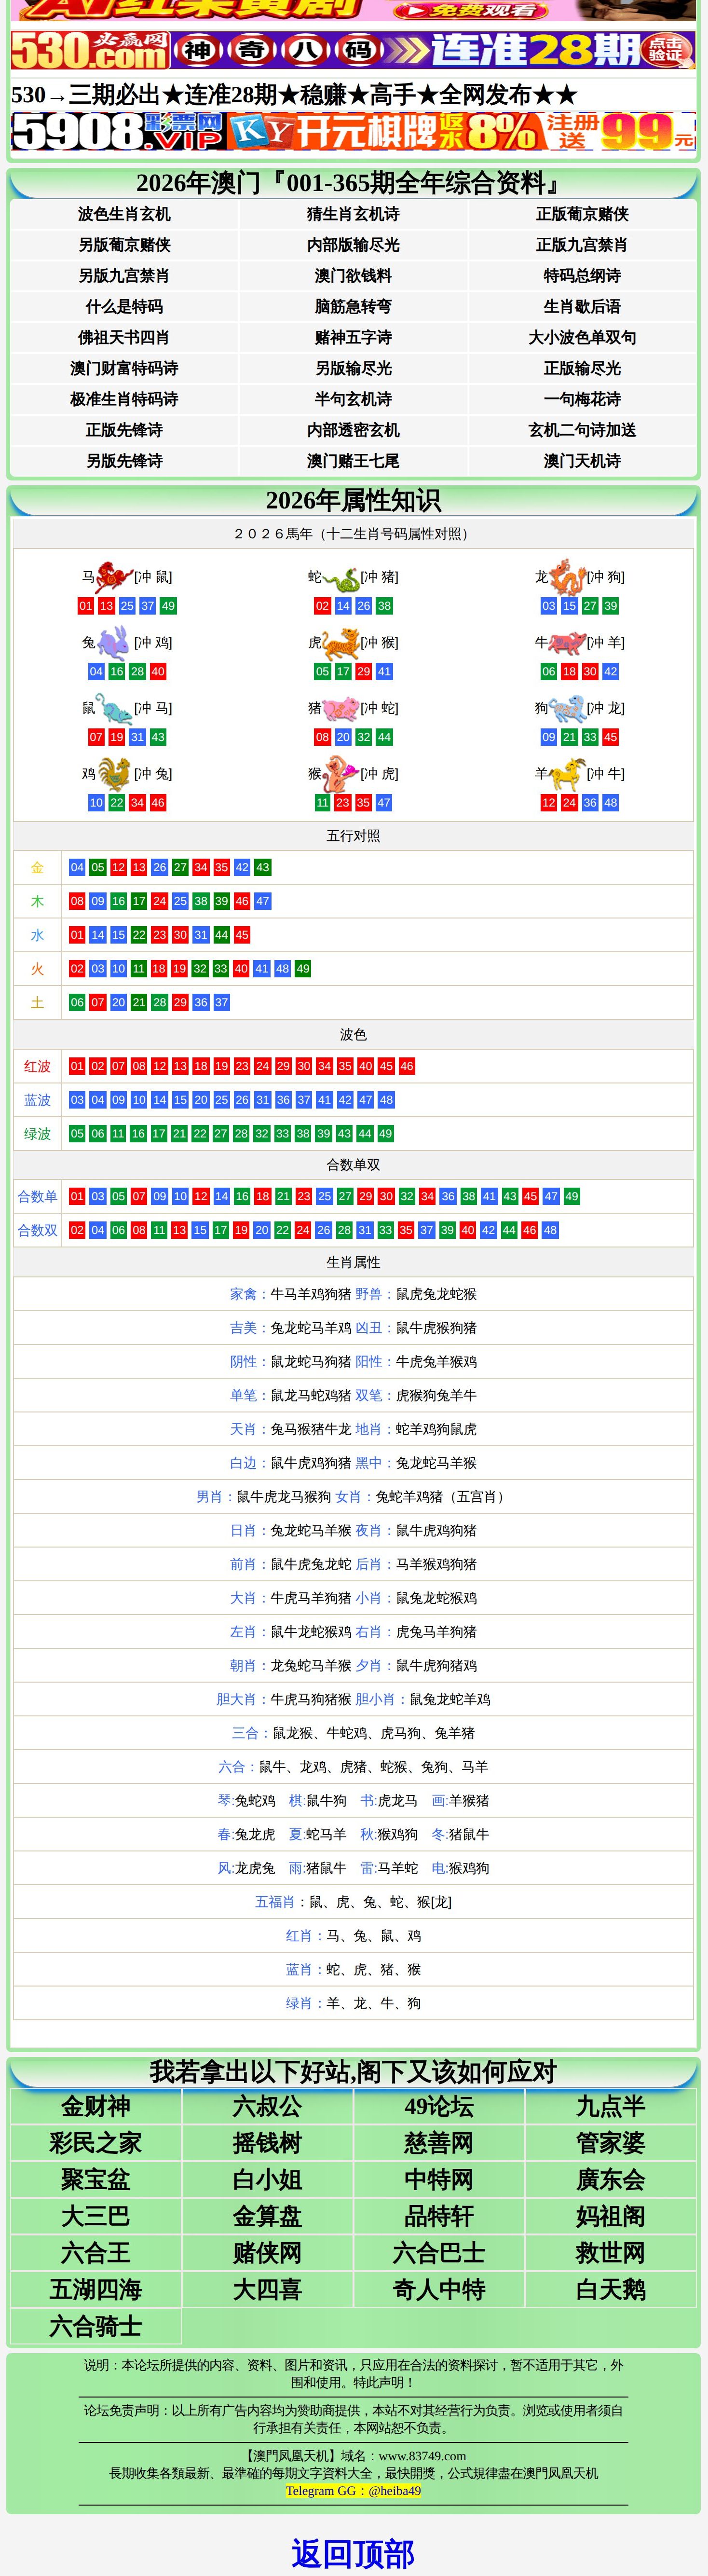 AI红果黄剧
免费观看
530.com
必赢网
神奇八码
连准28期
点击验证
530→三期必出★连准28期★稳赚★高手★全网发布★★
5908.VIP
彩票网
KY开元棋牌
返水8%
注册送99元
2026年澳门『001-365期全年综合资料』
波色生肖玄机 猜生肖玄机诗 正版葡京赌侠
另版葡京赌侠 内部版输尽光 正版九宫禁肖
另版九宫禁肖 澳门欲钱料 特码总纲诗
什么是特码 脑筋急转弯 生肖歇后语
佛祖天书四肖 赌神五字诗 大小波色单双句
澳门财富特码诗 另版输尽光 正版输尽光
极准生肖特码诗 半句玄机诗 一句梅花诗
正版先锋诗 内部透密玄机 玄机二句诗加送
另版先锋诗 澳门赌王七尾 澳门天机诗
2026年属性知识
２０２６馬年（十二生肖号码属性对照）
马[冲 鼠] 蛇[冲 猪] 龙[冲 狗]
01 13 25 37 49 02 14 26 38 03 15 27 39
兔[冲 鸡] 虎[冲 猴] 牛[冲 羊]
04 16 28 40 05 17 29 41 06 18 30 42
鼠[冲 马] 猪[冲 蛇] 狗[冲 龙]
07 19 31 43 08 20 32 44 09 21 33 45
鸡[冲 兔] 猴[冲 虎] 羊[冲 牛]
10 22 34 46 11 23 35 47 12 24 36 48
五行对照
金 04 05 12 13 26 27 34 35 42 43
木 08 09 16 17 24 25 38 39 46 47
水 01 14 15 22 23 30 31 44 45
火 02 03 10 11 18 19 32 33 40 41 48 49
土 06 07 20 21 28 29 36 37
波色
红波 01 02 07 08 12 13 18 19 23 24 29 30 34 35 40 45 46
蓝波 03 04 09 10 14 15 20 25 26 31 36 37 41 42 47 48
绿波 05 06 11 16 17 21 22 27 28 32 33 38 39 43 44 49
合数单双
合数单 01 03 05 07 09 10 12 14 16 18 21 23 25 27 29 30 32 34 36 38 41 43 45 47 49
合数双 02 04 06 08 11 13 15 17 19 20 22 24 26 28 31 33 35 37 39 40 42 44 46 48
生肖属性
家禽：牛马羊鸡狗猪 野兽：鼠虎兔龙蛇猴
吉美：兔龙蛇马羊鸡 凶丑：鼠牛虎猴狗猪
阴性：鼠龙蛇马狗猪 阳性：牛虎兔羊猴鸡
单笔：鼠龙马蛇鸡猪 双笔：虎猴狗兔羊牛
天肖：兔马猴猪牛龙 地肖：蛇羊鸡狗鼠虎
白边：鼠牛虎鸡狗猪 黑中：兔龙蛇马羊猴
男肖：鼠牛虎龙马猴狗 女肖：兔蛇羊鸡猪（五宫肖）
日肖：兔龙蛇马羊猴 夜肖：鼠牛虎鸡狗猪
前肖：鼠牛虎兔龙蛇 后肖：马羊猴鸡狗猪
大肖：牛虎马羊狗猪 小肖：鼠兔龙蛇猴鸡
左肖：鼠牛龙蛇猴鸡 右肖：虎兔马羊狗猪
朝肖：龙兔蛇马羊猴 夕肖：鼠牛虎狗猪鸡
胆大肖：牛虎马狗猪猴 胆小肖：鼠兔龙蛇羊鸡
三合：鼠龙猴、牛蛇鸡、虎马狗、兔羊猪
六合：鼠牛、龙鸡、虎猪、蛇猴、兔狗、马羊
琴:兔蛇鸡 棋:鼠牛狗 书:虎龙马 画:羊猴猪
春:兔龙虎 夏:蛇马羊 秋:猴鸡狗 冬:猪鼠牛
风:龙虎兔 雨:猪鼠牛 雷:马羊蛇 电:猴鸡狗
五福肖：鼠、虎、兔、蛇、猴[龙]
红肖：马、兔、鼠、鸡
蓝肖：蛇、虎、猪、猴
绿肖：羊、龙、牛、狗
我若拿出以下好站,阁下又该如何应对
金财神 六叔公 49论坛 九点半
彩民之家 摇钱树 慈善网 管家婆
聚宝盆 白小姐 中特网 廣东会
大三巴 金算盘 品特轩 妈祖阁
六合王 赌侠网 六合巴士 救世网
五湖四海 大四喜 奇人中特 白天鹅
六合骑士
说明：本论坛所提供的内容、资料、图片和资讯，只应用在合法的资料探讨，暂不适用于其它，外
围和使用。特此声明！
论坛免责声明：以上所有广告内容均为赞助商提供，本站不对其经营行为负责。浏览或使用者须自
行承担有关责任，本网站恕不负责。
【澳門凤凰天机】域名：www.83749.com
長期收集各類最新、最準確的每期文字資料大全，最快開獎，公式規律盡在澳門凤凰天机
Telegram GG：@heiba49
返回顶部